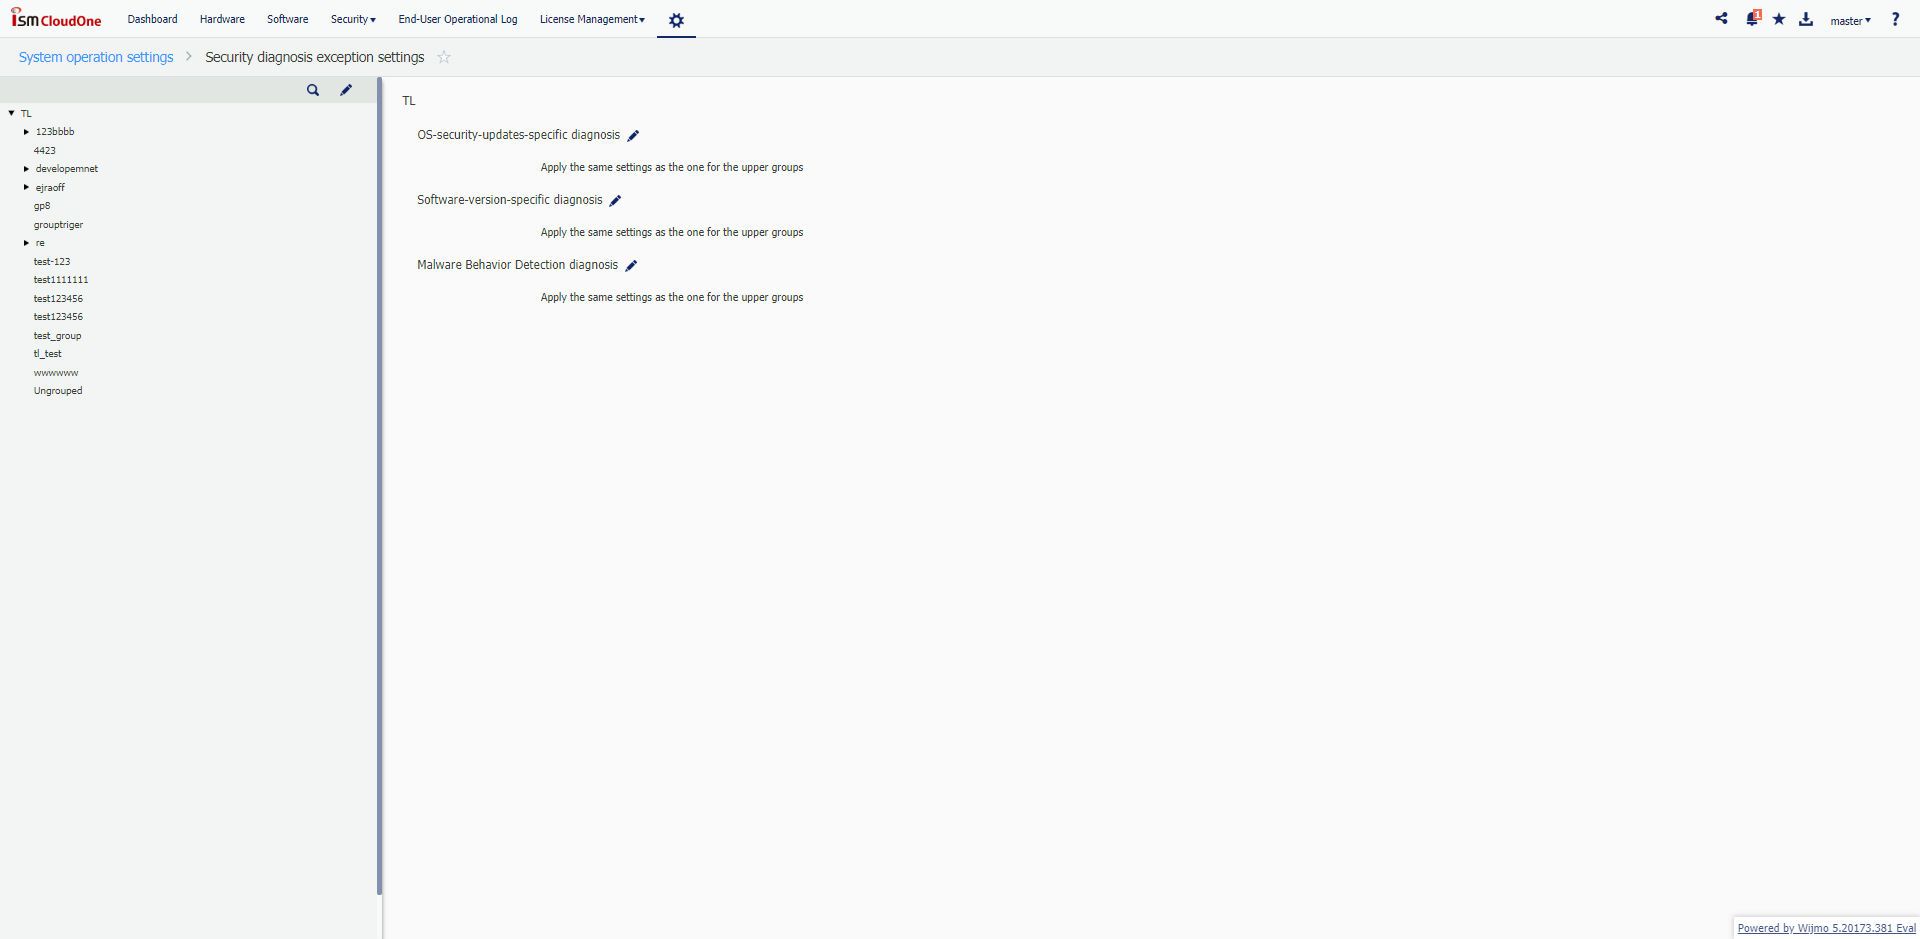 ism CloudOne Dashboard Hardware Software Security End-User Operational Log License Management 1 master ?
System operation settings > Security diagnosis exception settings
TL
123bbbb
4423
developemnet
ejraoff
gp8
grouptriger
re
test-123
test1111111
test123456
test123456
test_group
tl_test
wwwwww
Ungrouped
TL
OS-security-updates-specific diagnosis
Apply the same settings as the one for the upper groups
Software-version-specific diagnosis
Apply the same settings as the one for the upper groups
Malware Behavior Detection diagnosis
Apply the same settings as the one for the upper groups
Powered by Wijmo 5.20173.381 Eval